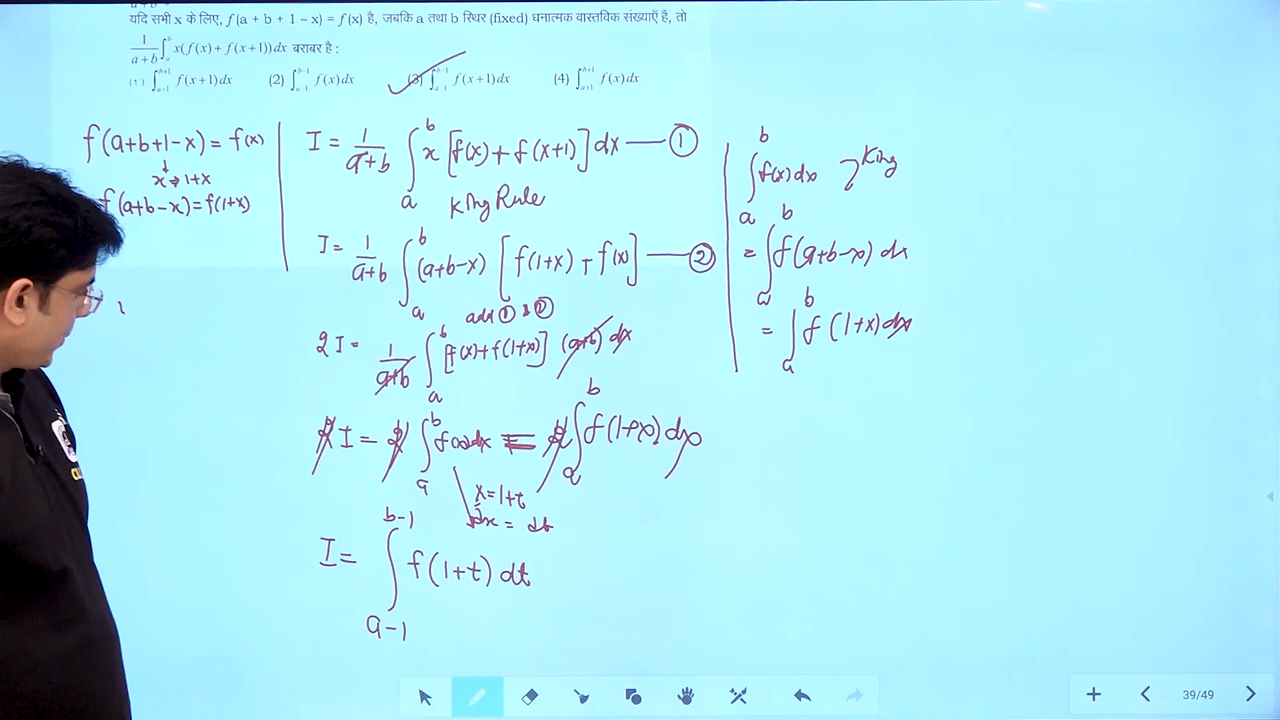 यदि सभी x के लिए, f (a + b + 1 − x) = f (x) है, जबकि a तथा b स्थिर (fixed) धनात्मक वास्तविक संख्याएँ हैं, तो
1/(a+b) ∫_a^b x(f(x) + f(x+1))dx बराबर है :
(1) ∫_{a−1}^{b+1} f(x+1)dx (2) ∫_{a−1}^{b−1} f(x)dx (3) ∫_{a−1}^{b−1} f(x+1)dx (4) ∫_{a+1}^{b+1} f(x)dx
f(a+b+1-x) = f(x)
x → 1+x
f(a+b-x) = f(1+x)
I = 1/(a+b) ∫_a^b x [f(x) + f(x+1)] dx — ①
King Rule
I = 1/(a+b) ∫_a^b (a+b-x) [f(1+x) + f(x)] — ②
add ① & ②
2I = 1/(a+b) ∫_a^b [f(x) + f(1+x)] (a+b) dx
2I = 2 ∫_a^b f(x)dx = 2 ∫_a^b f(1+x) dx
x = 1+t
dx = dt
I = ∫_{a-1}^{b-1} f(1+t) dt
∫_a^b f(x) dx King
= ∫_a^b f(a+b-x) dx
= ∫_a^b f(1+x) dx
39/49